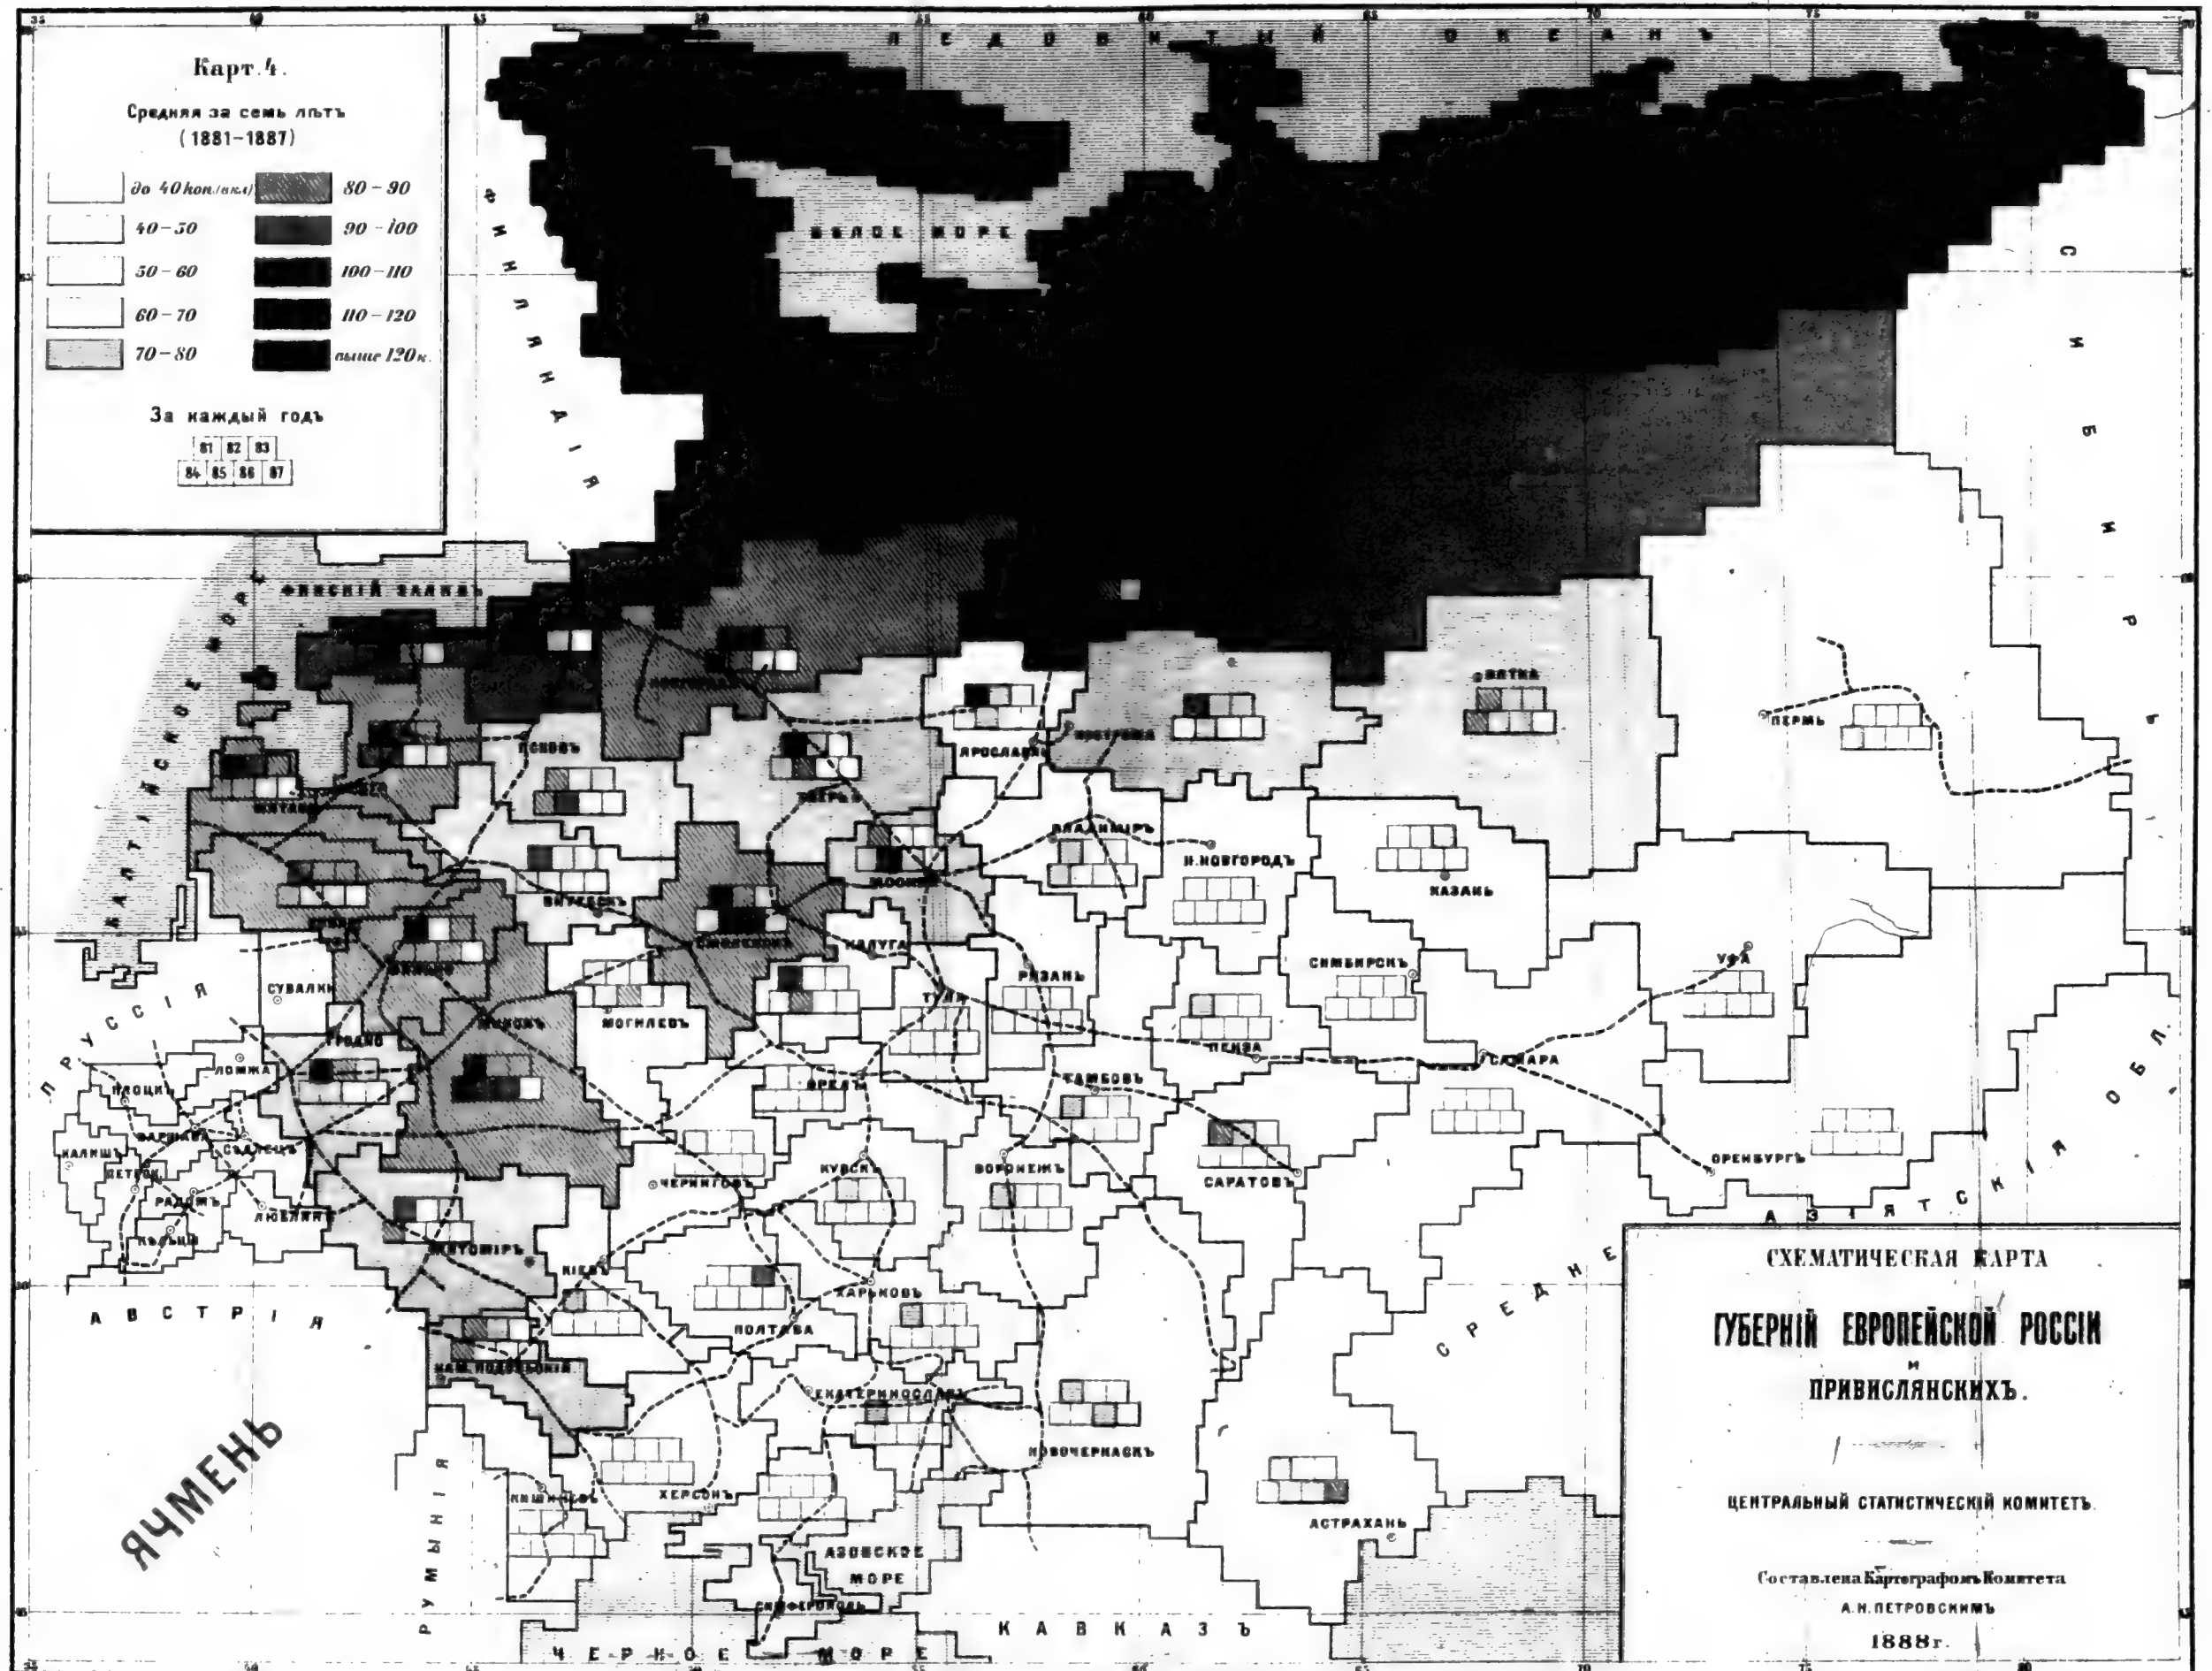 Карт. 4.
Средняя за семь лѣтъ
(1881–1887)
до 40 коп. (вкл)
40–50
50–60
60–70
70–80
80–90
90–100
100–110
110–120
выше 120 к.
За каждый годъ
81 82 83
84 85 86 87
ЛЕДОВИТЫЙ ОКЕАНЪ
БѢЛОЕ МОРЕ
ФИНЛЯНДІЯ
СИБИРЬ
ФИНСКІЙ ЗАЛИВЪ
БАЛТІЙСКОЕ МОРЕ
ПСКОВЪ
ЯРОСЛАВЛЬ
КОСТРОМА
ВЯТКА
ПЕРМЬ
МИТАВА
ТВЕРЬ
ВЛАДИМІРЪ
Н.НОВГОРОДЪ
КАЗАНЬ
МОСКВА
ВИТЕБСКЪ
КОВНО
СМОЛЕНСКЪ
КАЛУГА
ВИЛЬНО
РЯЗАНЬ
СИМБИРСКЪ
УФА
СУВАЛКИ
ТУЛА
МИНСКЪ
МОГИЛЕВЪ
ПРУССІЯ
ГРОДНО
ПЕНЗА
САМАРА
ЛОМЖА
ПЛОЦКЪ
ОРЕЛЪ
ТАМБОВЪ
ВАРШАВА
КАЛИШЪ
СѢДЛЕЦЪ
ПЕТРОК.
РАДОМЪ
ЛЮБЛИНЪ
КѢЛЬЦЫ
ЧЕРНИГОВЪ
КУРСКЪ
ВОРОНЕЖЪ
САРАТОВЪ
ОРЕНБУРГЪ
СРЕДНЕ АЗІЯТСКІЯ ОБЛ.
ЖИТОМІРЪ
КІЕВЪ
ХАРЬКОВЪ
ПОЛТАВА
АВСТРІЯ
КАМ. ПОДОЛЬСКІЙ
ЕКАТЕРИНОСЛАВЪ
НОВОЧЕРКАСКЪ
КИШИНЕВЪ
ХЕРСОНЪ
АСТРАХАНЬ
РУМЫНІЯ
АЗОВСКОЕ
МОРЕ
СИМФЕРОПОЛЬ
КАВКАЗЪ
ЧЕРНОЕ МОРЕ
ЯЧМЕНЬ
СХЕМАТИЧЕСКАЯ КАРТА
ГУБЕРНІЙ ЕВРОПЕЙСКОЙ РОССІИ
и
ПРИВИСЛЯНСКИХЪ.
ЦЕНТРАЛЬНЫЙ СТАТИСТИЧЕСКІЙ КОМИТЕТЪ.
Составлена Картографомъ Комитета
А.Н.ПЕТРОВСКИМЪ
1888 г.